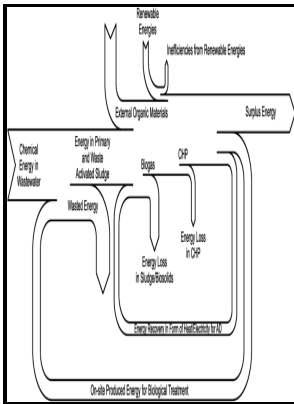 Renewable
Energies
Inefficiencies from Renewable Energies
External Organic Materials
Surplus Energy
Chemical
Energy in
Wastewater
Energy in Primary
and Waste
Activated Sludge
Biogas
CHP
Wasted Energy
Energy Loss
in CHP
Energy Loss
in Sludge/Biosolids
Energy Recovery in Form of Heat/Electricity for AD
On-site Produced Energy for Biological Treatment